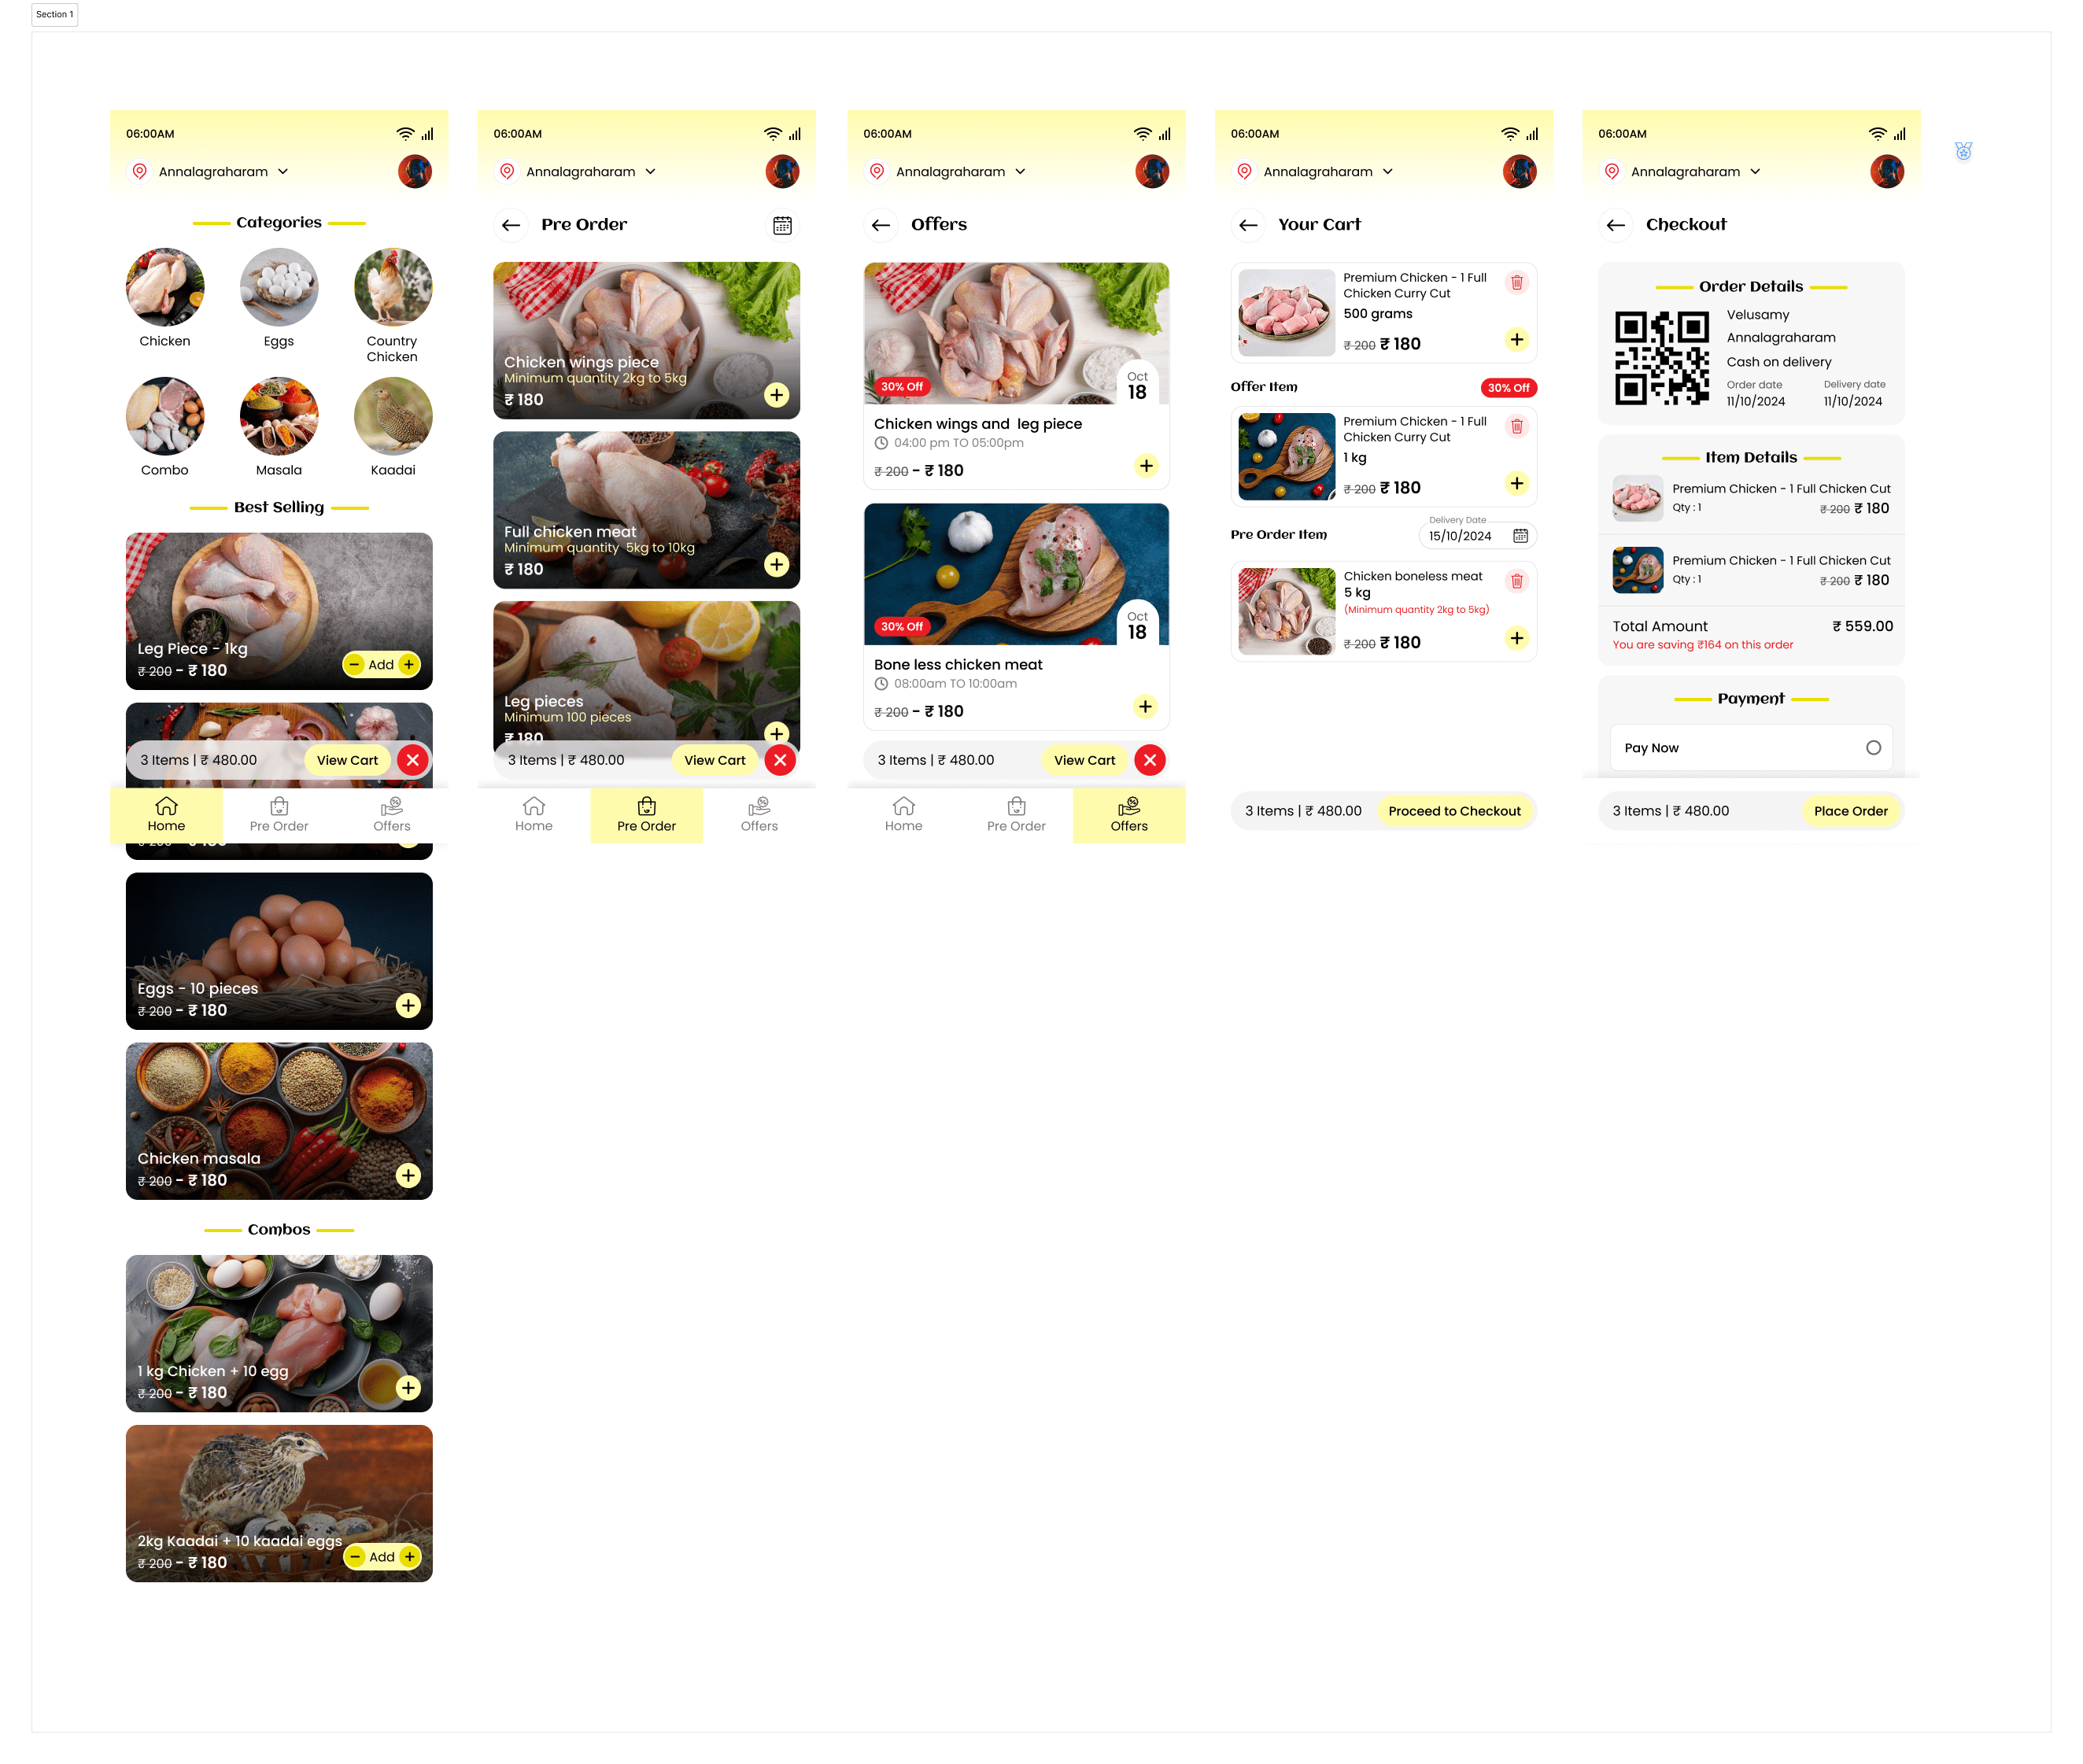 Section 1
06:00AM
Annalagraharam
Categories
Chicken
Eggs
Country
Chicken
Combo
Masala
Kaadai
Best Selling
Leg Piece - 1kg
₹ 200 - ₹ 180
Add
3 Items | ₹ 480.00
View Cart
Home
Pre Order
Offers
Eggs - 10 pieces
₹ 200 - ₹ 180
Chicken masala
₹ 200 - ₹ 180
Combos
1 kg Chicken + 10 egg
₹ 200 - ₹ 180
2kg Kaadai + 10 kaadai eggs
₹ 200 - ₹ 180
Add
06:00AM
Annalagraharam
Pre Order
Chicken wings piece
Minimum quantity 2kg to 5kg
₹ 180
Full chicken meat
Minimum quantity 5kg to 10kg
₹ 180
Leg pieces
Minimum 100 pieces
₹ 180
3 Items | ₹ 480.00
View Cart
Home
Pre Order
Offers
06:00AM
Annalagraharam
Offers
30% Off
Oct
18
Chicken wings and leg piece
04:00 pm TO 05:00pm
₹ 200 - ₹ 180
30% Off
Oct
18
Bone less chicken meat
08:00am TO 10:00am
₹ 200 - ₹ 180
3 Items | ₹ 480.00
View Cart
Home
Pre Order
Offers
06:00AM
Annalagraharam
Your Cart
Premium Chicken - 1 Full
Chicken Curry Cut
500 grams
₹ 200 ₹ 180
Offer Item
30% Off
Premium Chicken - 1 Full
Chicken Curry Cut
1 kg
₹ 200 ₹ 180
Pre Order Item
Delivery Date
15/10/2024
Chicken boneless meat
5 kg
(Minimum quantity 2kg to 5kg)
₹ 200 ₹ 180
3 Items | ₹ 480.00
Proceed to Checkout
06:00AM
Annalagraharam
Checkout
Order Details
Velusamy
Annalagraharam
Cash on delivery
Order date
11/10/2024
Delivery date
11/10/2024
Item Details
Premium Chicken - 1 Full Chicken Cut
Qty : 1
₹ 200 ₹ 180
Premium Chicken - 1 Full Chicken Cut
Qty : 1
₹ 200 ₹ 180
Total Amount
₹ 559.00
You are saving ₹164 on this order
Payment
Pay Now
3 Items | ₹ 480.00
Place Order